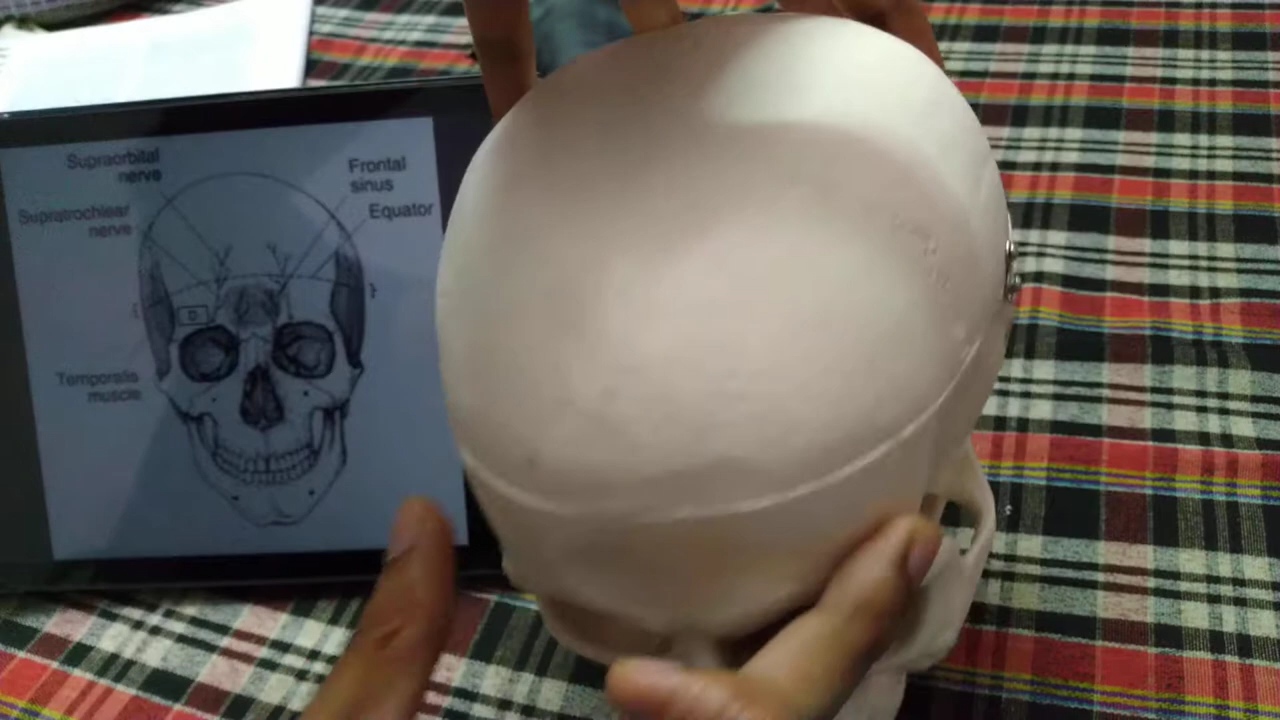 Supraorbital
nerve
Supratrochlear
nerve
Frontal
sinus
Equator
D
Temporalis
muscle